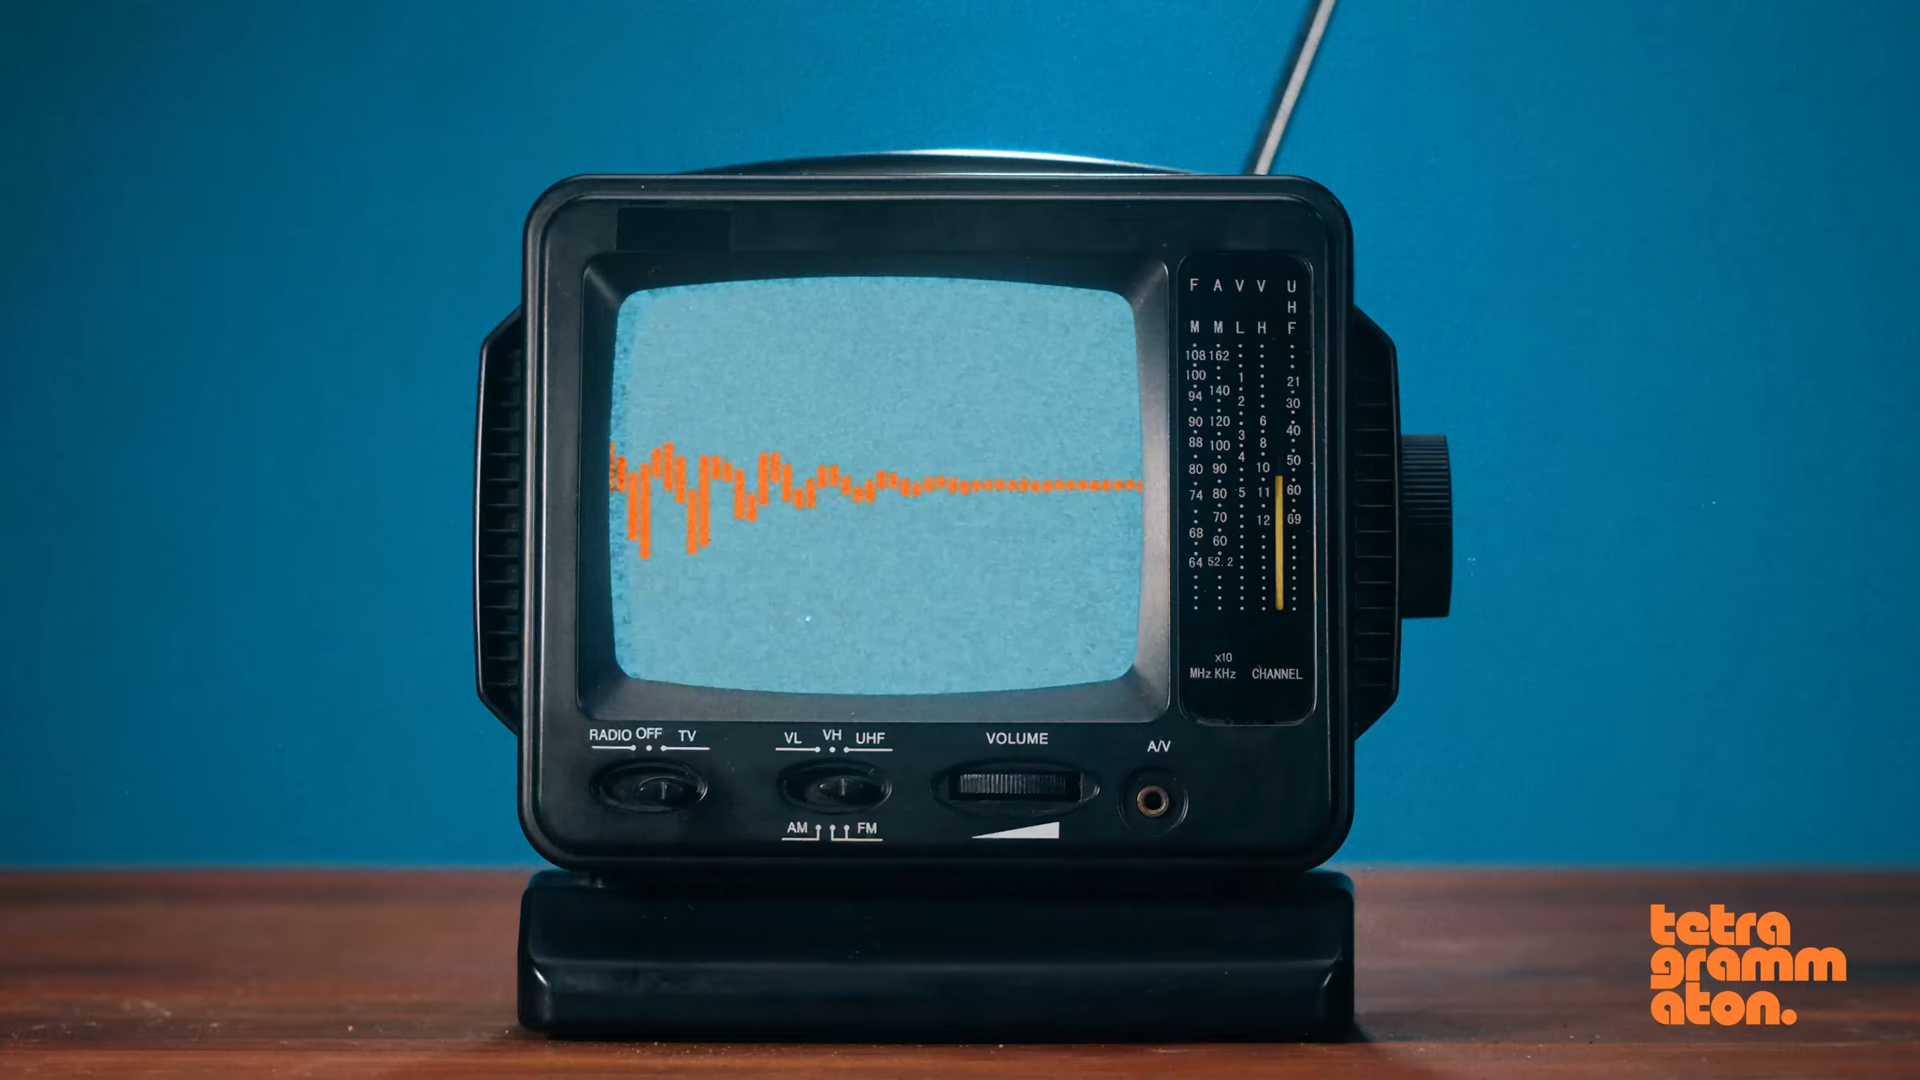 F A V V U
H
M M L H F
108 162
100
21
1
94 140
2
30
90 120
6
40
3
88 100
8
4
50
80 90
10
60
74 80
5
11
70
12
69
68
60
64 52.2
x10
MHz KHz CHANNEL
RADIO OFF TV
VL VH UHF
VOLUME
A/V
AM FM
tetra
gramm
aton.